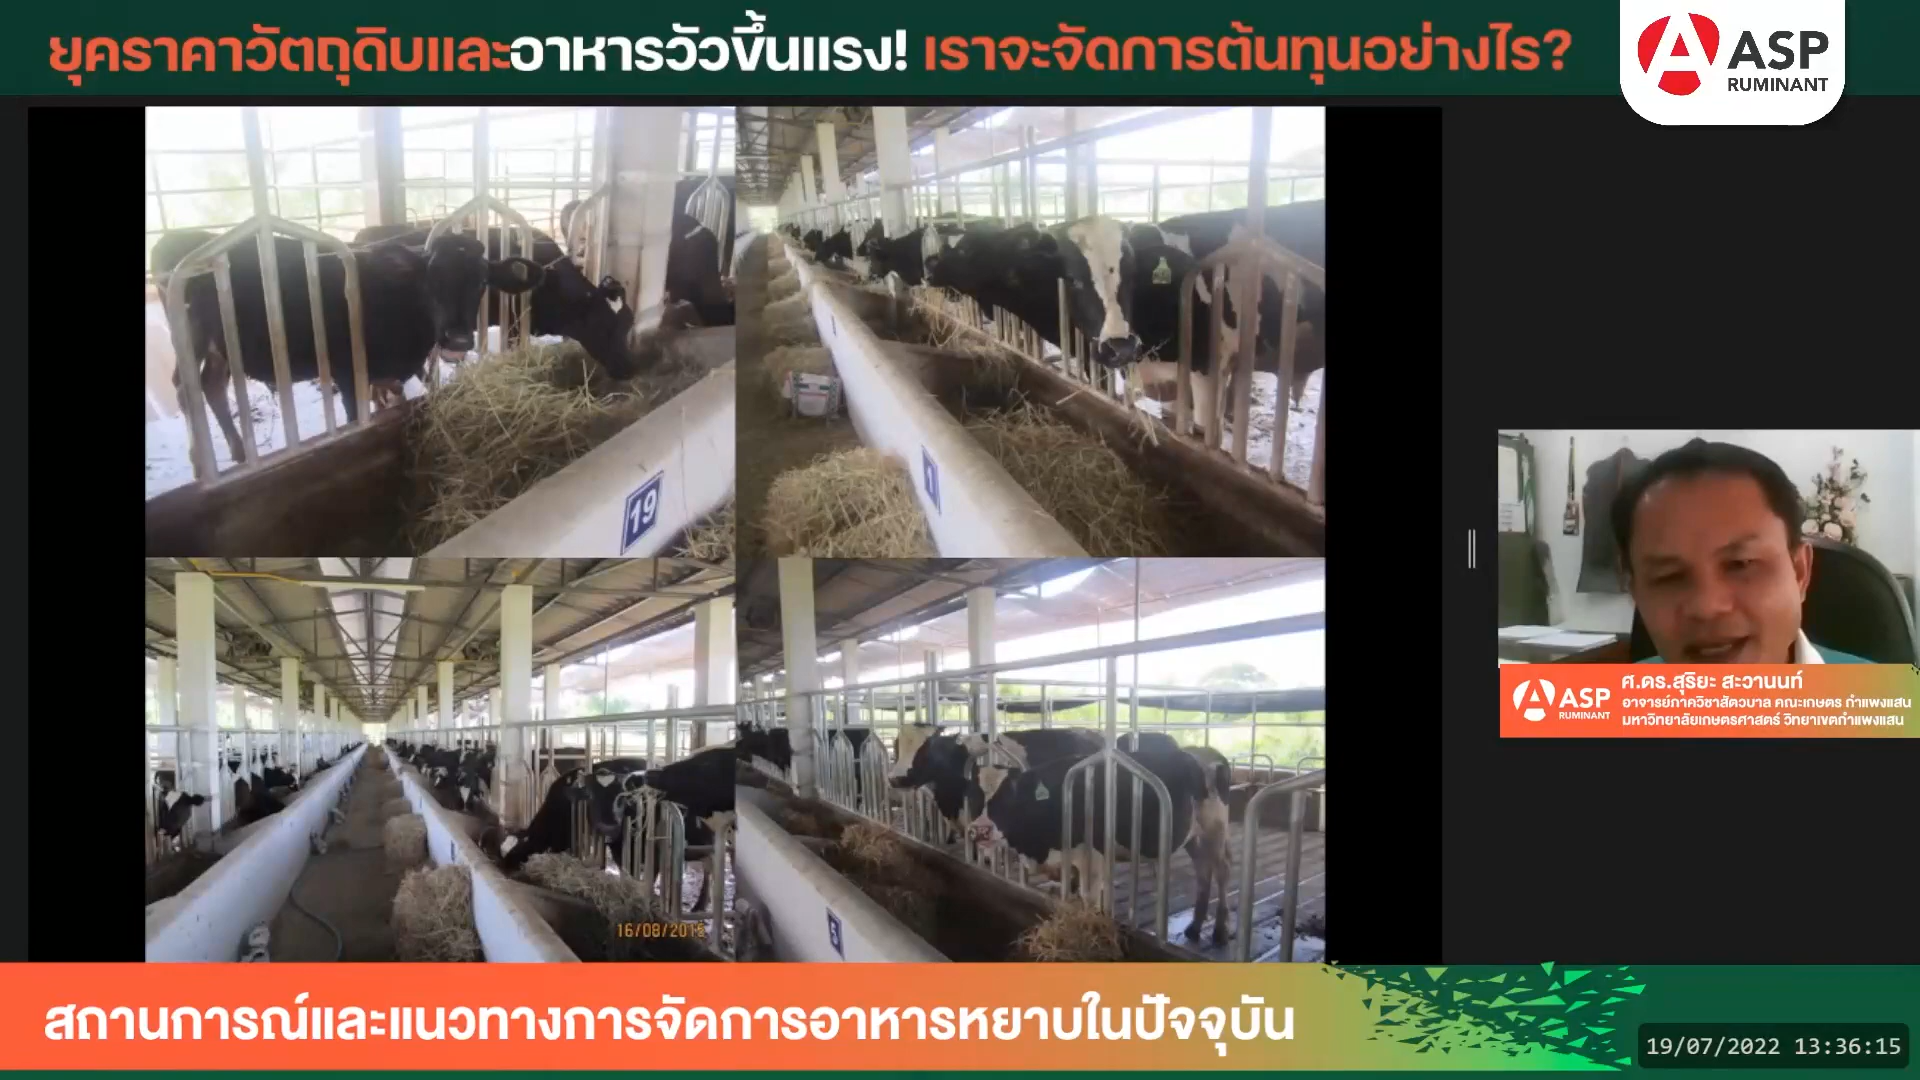 ยุคราคาวัตถุดิบและอาหารวัวขึ้นแรง! เราจะจัดการต้นทุนอย่างไร?
ASP
RUMINANT
19
1
1
5
16/08/201
ASP
RUMINANT
ศ.ดร.สุริยะ สะวานนท์
อาจารย์ภาควิชาสัตวบาล คณะเกษตร กำแพงแสน
มหาวิทยาลัยเกษตรศาสตร์ วิทยาเขตกำแพงแสน
สถานการณ์และแนวทางการจัดการอาหารหยาบในปัจจุบัน
19/07/2022 13:36:15